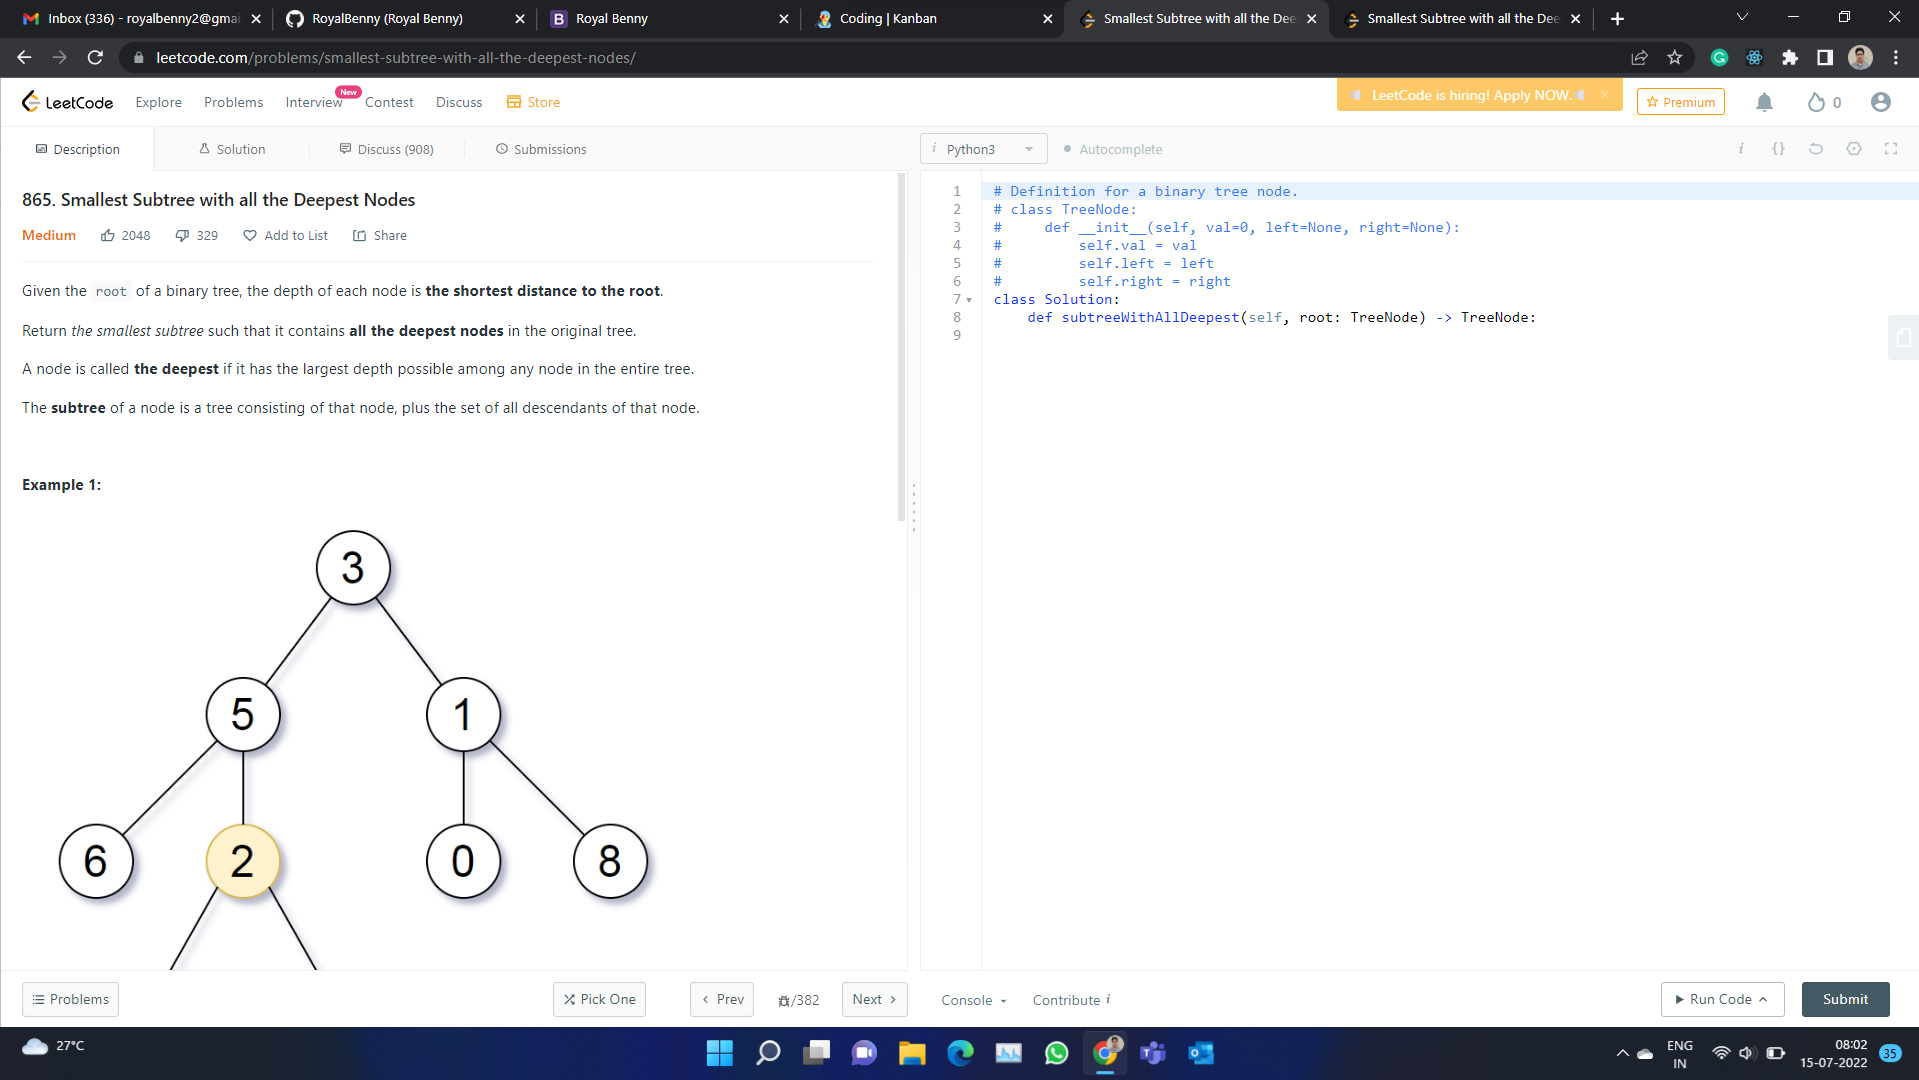 Inbox (336) - royalbenny2@gmai
RoyalBenny (Royal Benny)
Royal Benny
Coding | Kanban
Smallest Subtree with all the Dee
Smallest Subtree with all the Dee
leetcode.com/problems/smallest-subtree-with-all-the-deepest-nodes/
LeetCode Explore Problems Interview New Contest Discuss Store
LeetCode is hiring! Apply NOW.
Premium
0
Description
Solution
Discuss (908)
Submissions
Python3
Autocomplete
865. Smallest Subtree with all the Deepest Nodes
Medium 2048 329 Add to List Share
Given the root of a binary tree, the depth of each node is the shortest distance to the root.
Return the smallest subtree such that it contains all the deepest nodes in the original tree.
A node is called the deepest if it has the largest depth possible among any node in the entire tree.
The subtree of a node is a tree consisting of that node, plus the set of all descendants of that node.
Example 1:
3
5 1
6 2 0 8
1 # Definition for a binary tree node.
2 # class TreeNode:
3 #     def __init__(self, val=0, left=None, right=None):
4 #         self.val = val
5 #         self.left = left
6 #         self.right = right
7 class Solution:
8     def subtreeWithAllDeepest(self, root: TreeNode) -> TreeNode:
9
Problems
Pick One
Prev
/382
Next
Console
Contribute i
Run Code
Submit
27°C
ENG
IN
08:02
15-07-2022
35